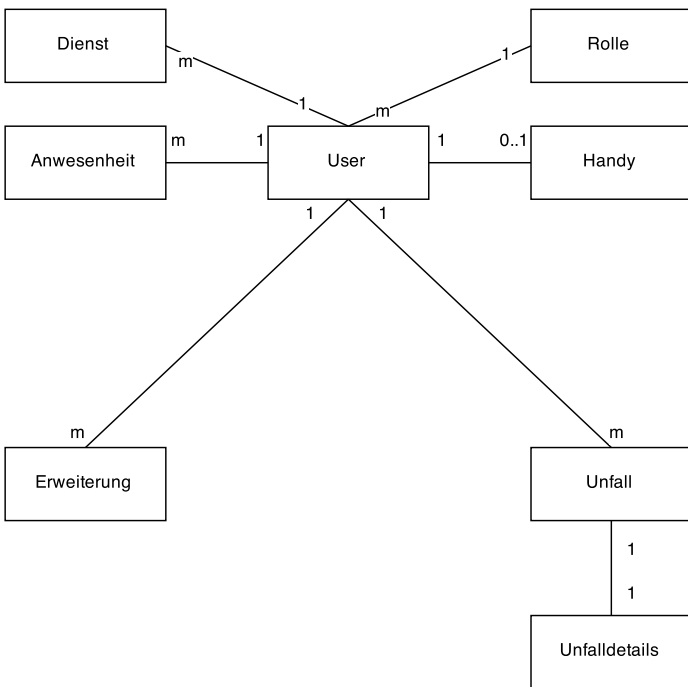 Dienst
Rolle
m
1
1
m
Anwesenheit
m
1
User
1
0..1
Handy
1
1
m
m
Erweiterung
Unfall
1
1
Unfalldetails